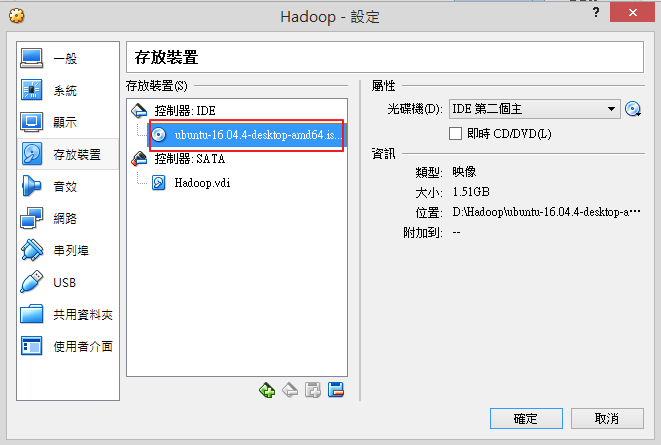 Hadoop - 設定
?
一般
系統
顯示
存放裝置
音效
網路
串列埠
USB
共用資料夾
使用者介面
存放裝置
存放裝置(S)
控制器: IDE
ubuntu-16.04.4-desktop-amd64.is...
控制器: SATA
Hadoop.vdi
屬性
光碟機(D): IDE 第二個主
即時 CD/DVD(L)
資訊
類型: 映像
大小: 1.51GB
位置: D:\Hadoop\ubuntu-16.04.4-desktop-a⋯
附加到: --
確定
取消